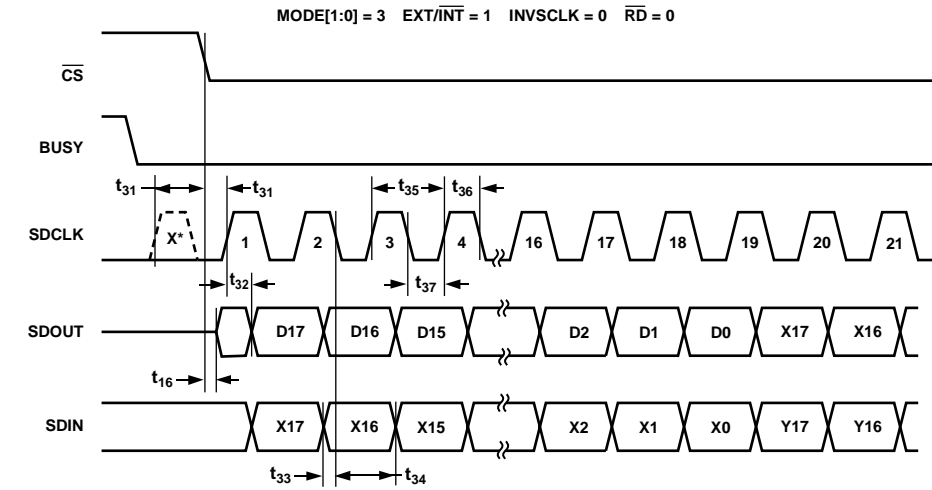 MODE[1:0] = 3 EXT/INT = 1 INVSCLK = 0 RD = 0
CS
BUSY
t31 t31 t35 t36
SDCLK X* 1 2 3 4 16 17 18 19 20 21
t32 t37
SDOUT D17 D16 D15 D2 D1 D0 X17 X16
t16
SDIN X17 X16 X15 X2 X1 X0 Y17 Y16
t33 t34